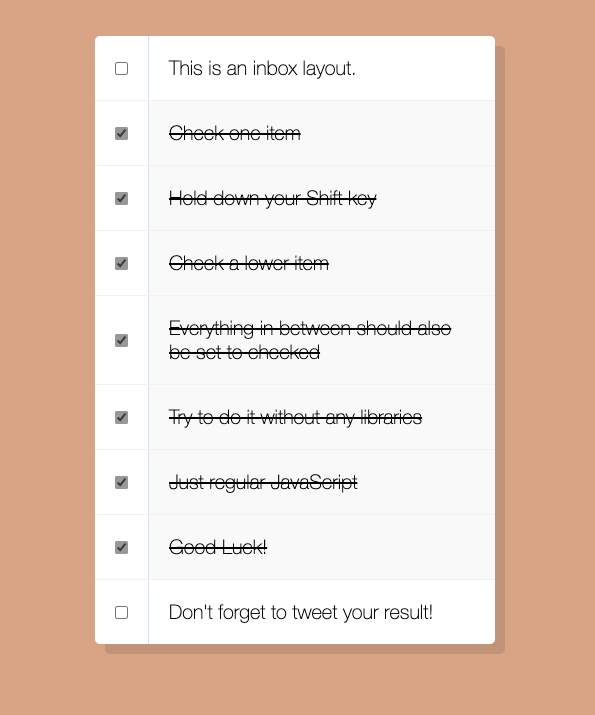 This is an inbox layout.
Check one item
Hold down your Shift key
Check a lower item
Everything in between should also
be set to checked
Try to do it without any libraries
Just regular JavaScript
Good Luck!
Don't forget to tweet your result!